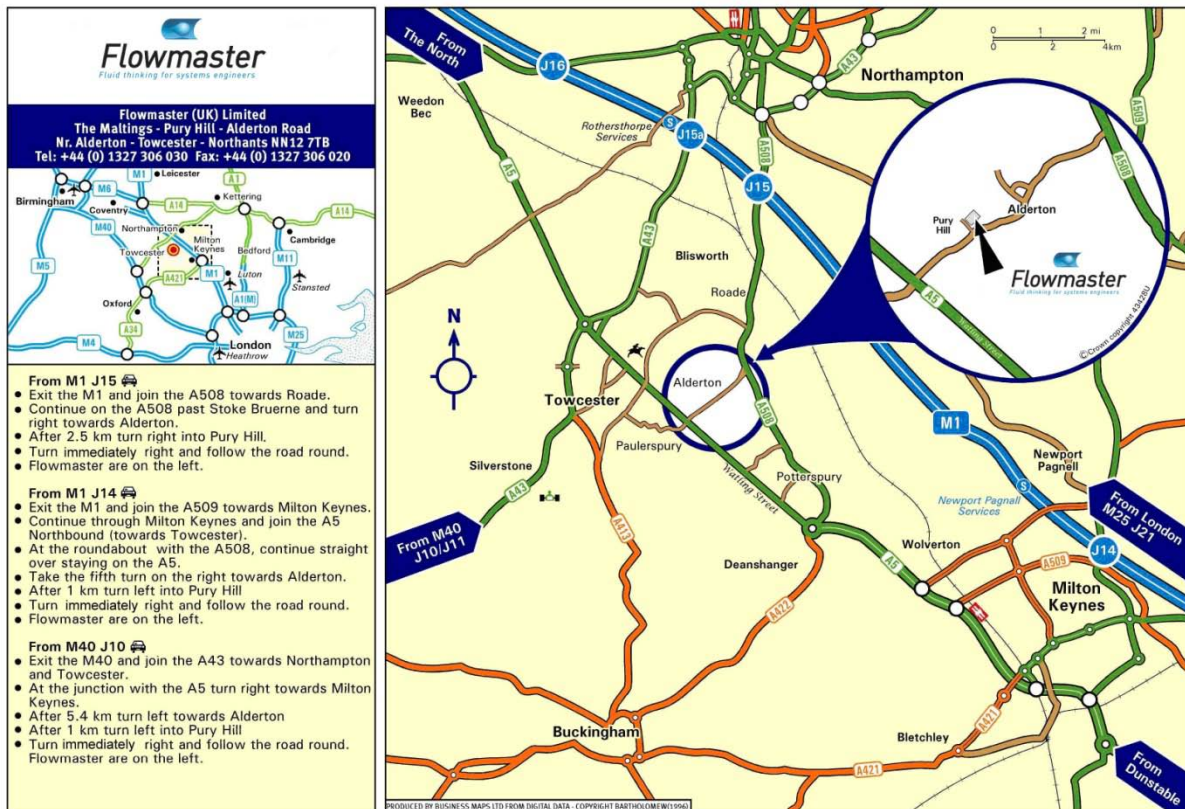 Flowmaster
Fluid thinking for systems engineers
Flowmaster (UK) Limited
The Maltings - Pury Hill - Alderton Road
Nr. Alderton - Towcester - Northants NN12 7TB
Tel: +44 (0) 1327 306 030 Fax: +44 (0) 1327 306 020
M1
Leicester
A1
M6
Birmingham
Coventry
A14
Kettering
A14
M40
Northampton
Cambridge
Towcester
Milton
Keynes
Bedford
M11
M5
A421
M1
Luton
Stansted
Oxford
A1(M)
A34
M25
M4
London
Heathrow
From M1 J15
Exit the M1 and join the A508 towards Roade.
Continue on the A508 past Stoke Bruerne and turn
right towards Alderton.
After 2.5 km turn right into Pury Hill.
Turn immediately right and follow the road round.
Flowmaster are on the left.
From M1 J14
Exit the M1 and join the A509 towards Milton Keynes.
Continue through Milton Keynes and join the A5
Northbound (towards Towcester).
At the roundabout with the A508, continue straight
over staying on the A5.
Take the fifth turn on the right towards Alderton.
After 1 km turn left into Pury Hill
Turn immediately right and follow the road round.
Flowmaster are on the left.
From M40 J10
Exit the M40 and join the A43 towards Northampton
and Towcester.
At the junction with the A5 turn right towards Milton
Keynes.
After 5.4 km turn left towards Alderton
After 1 km turn left into Pury Hill
Turn immediately right and follow the road round.
Flowmaster are on the left.
From
The North
J16
A43
Northampton
0 1 2 mi
0 4km
Weedon
Bec
Rothersthorpe
Services
S
J15a
A508
A509
A5
J15
A43
Blisworth
Roade
Pury
Hill
Alderton
Flowmaster
Fluid thinking for systems engineers
A5
Watling Street
©Crown copyright 43428U
N
Alderton
Towcester
A508
M1
Paulerspury
Silverstone
Potterspury
Watling Street
Newport
Pagnell
A43
Newport Pagnall
Services
S
From London
M25 J21
From M40
J10/J11
A413
Wolverton
J14
Deanshanger
A5
A509
A422
Milton
Keynes
Buckingham
Bletchley
A421
A421
From
Dunstable
PRODUCED BY BUSINESS MAPS LTD FROM DIGITAL DATA - COPYRIGHT BARTHOLOMEW(1996)